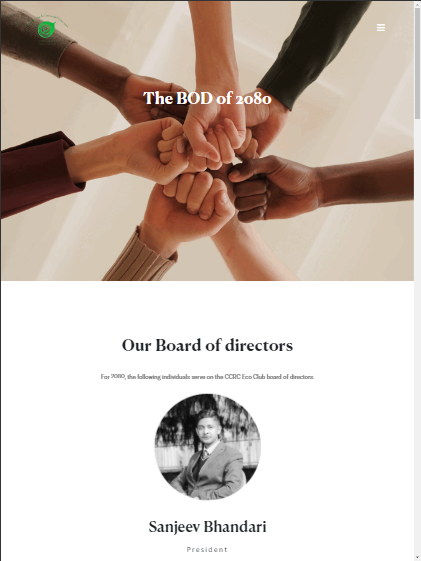 The BOD of 2080
Our Board of directors
For 2080, the following individuals serve on the CCRC Eco Club board of directors:
Sanjeev Bhandari
President